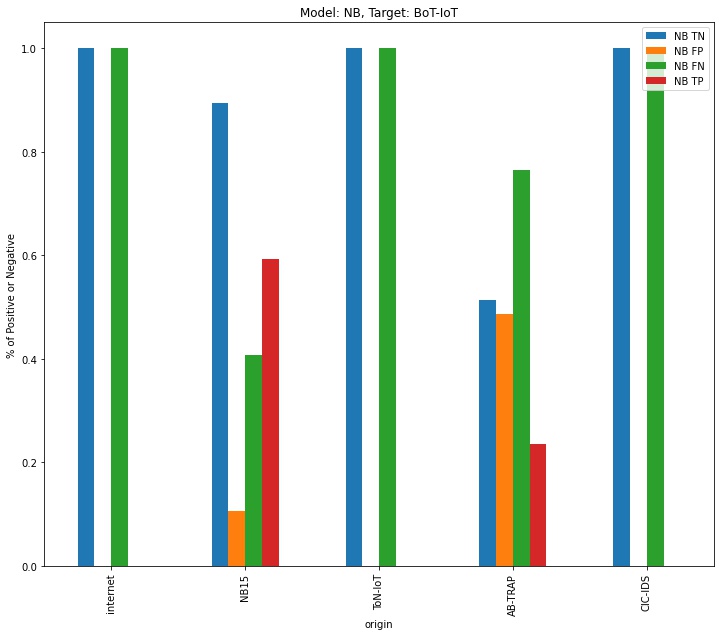 Model: NB, Target: BoT-IoT
NB TN
NB FP
NB FN
NB TP
% of Positive or Negative
1.0
0.8
0.6
0.4
0.2
0.0
internet
NB15
ToN-IoT
AB-TRAP
CIC-IDS
origin